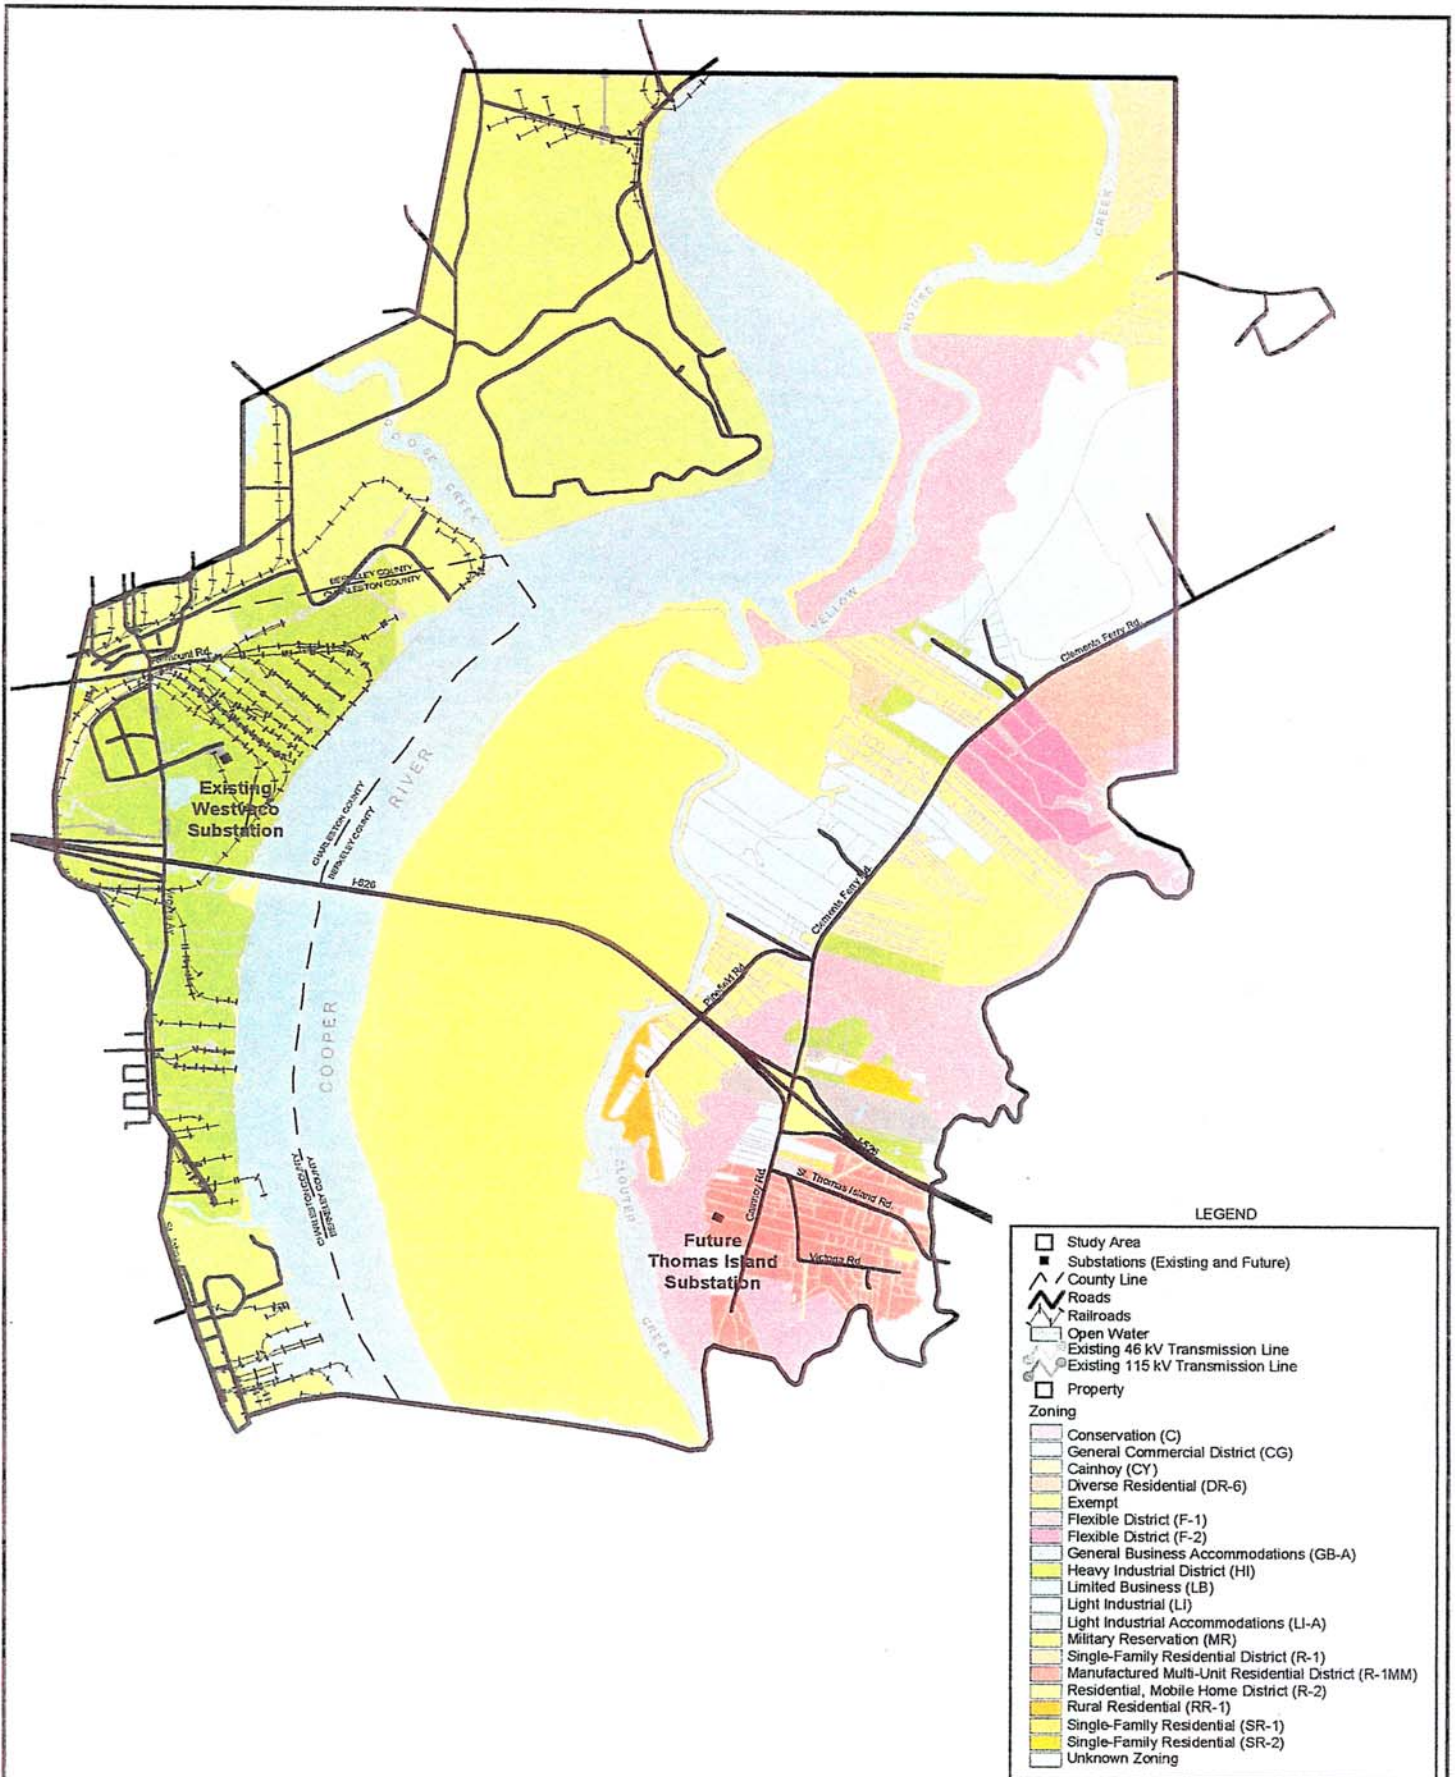 CREEK
HOUSE
GOOSE CREEK
BERKELEY COUNTY
CHARLESTON COUNTY
YELLOW
Clements Ferry Rd.
Existing
Westvaco
Substation
RIVER
CHARLESTON COUNTY
BERKELEY COUNTY
I-526
Clements Ferry Rd.
Pinefield Rd.
COOPER
I-526
CHARLESTON COUNTY
BERKELEY COUNTY
CLOUTER
Cainhoy Rd.
St. Thomas Island Rd.
Future
Thomas Island
Substation
Victoria Rd.
CREEK
LEGEND
Study Area
Substations (Existing and Future)
County Line
Roads
Railroads
Open Water
Existing 46 kV Transmission Line
Existing 115 kV Transmission Line
Property
Zoning
Conservation (C)
General Commercial District (CG)
Cainhoy (CY)
Diverse Residential (DR-6)
Exempt
Flexible District (F-1)
Flexible District (F-2)
General Business Accommodations (GB-A)
Heavy Industrial District (HI)
Limited Business (LB)
Light Industrial (LI)
Light Industrial Accommodations (LI-A)
Military Reservation (MR)
Single-Family Residential District (R-1)
Manufactured Multi-Unit Residential District (R-1MM)
Residential, Mobile Home District (R-2)
Rural Residential (RR-1)
Single-Family Residential (SR-1)
Single-Family Residential (SR-2)
Unknown Zoning